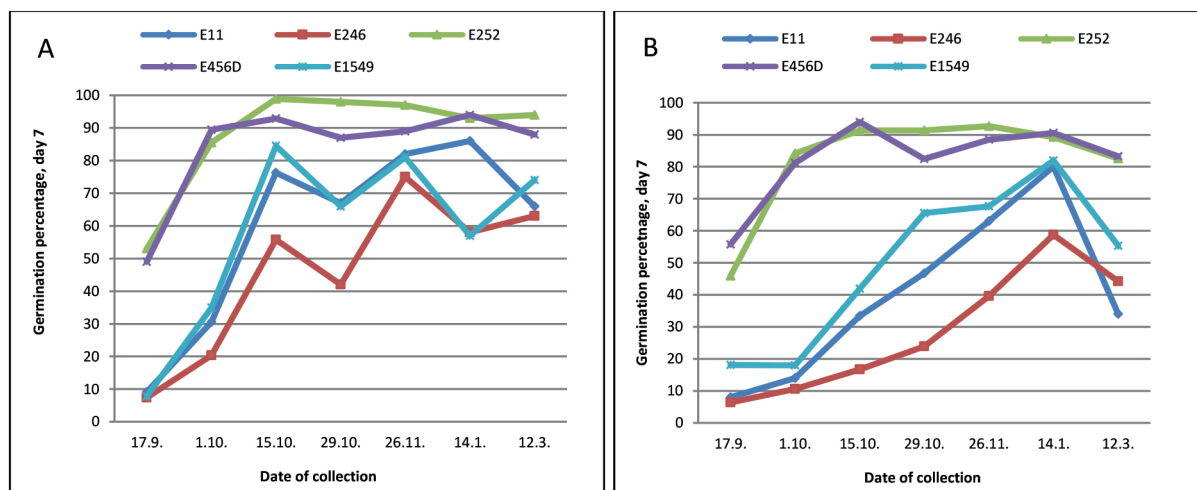 A
E11 E246 E252
E456D E1549
Germination percentage, day 7
100
90
80
70
60
50
40
30
20
10
0
17.9. 1.10. 15.10. 29.10. 26.11. 14.1. 12.3.
Date of collection
B
E11 E246 E252
E456D E1549
Germination percetnage, day 7
100
90
80
70
60
50
40
30
20
10
0
17.9. 1.10. 15.10. 29.10. 26.11. 14.1. 12.3.
Date of collection